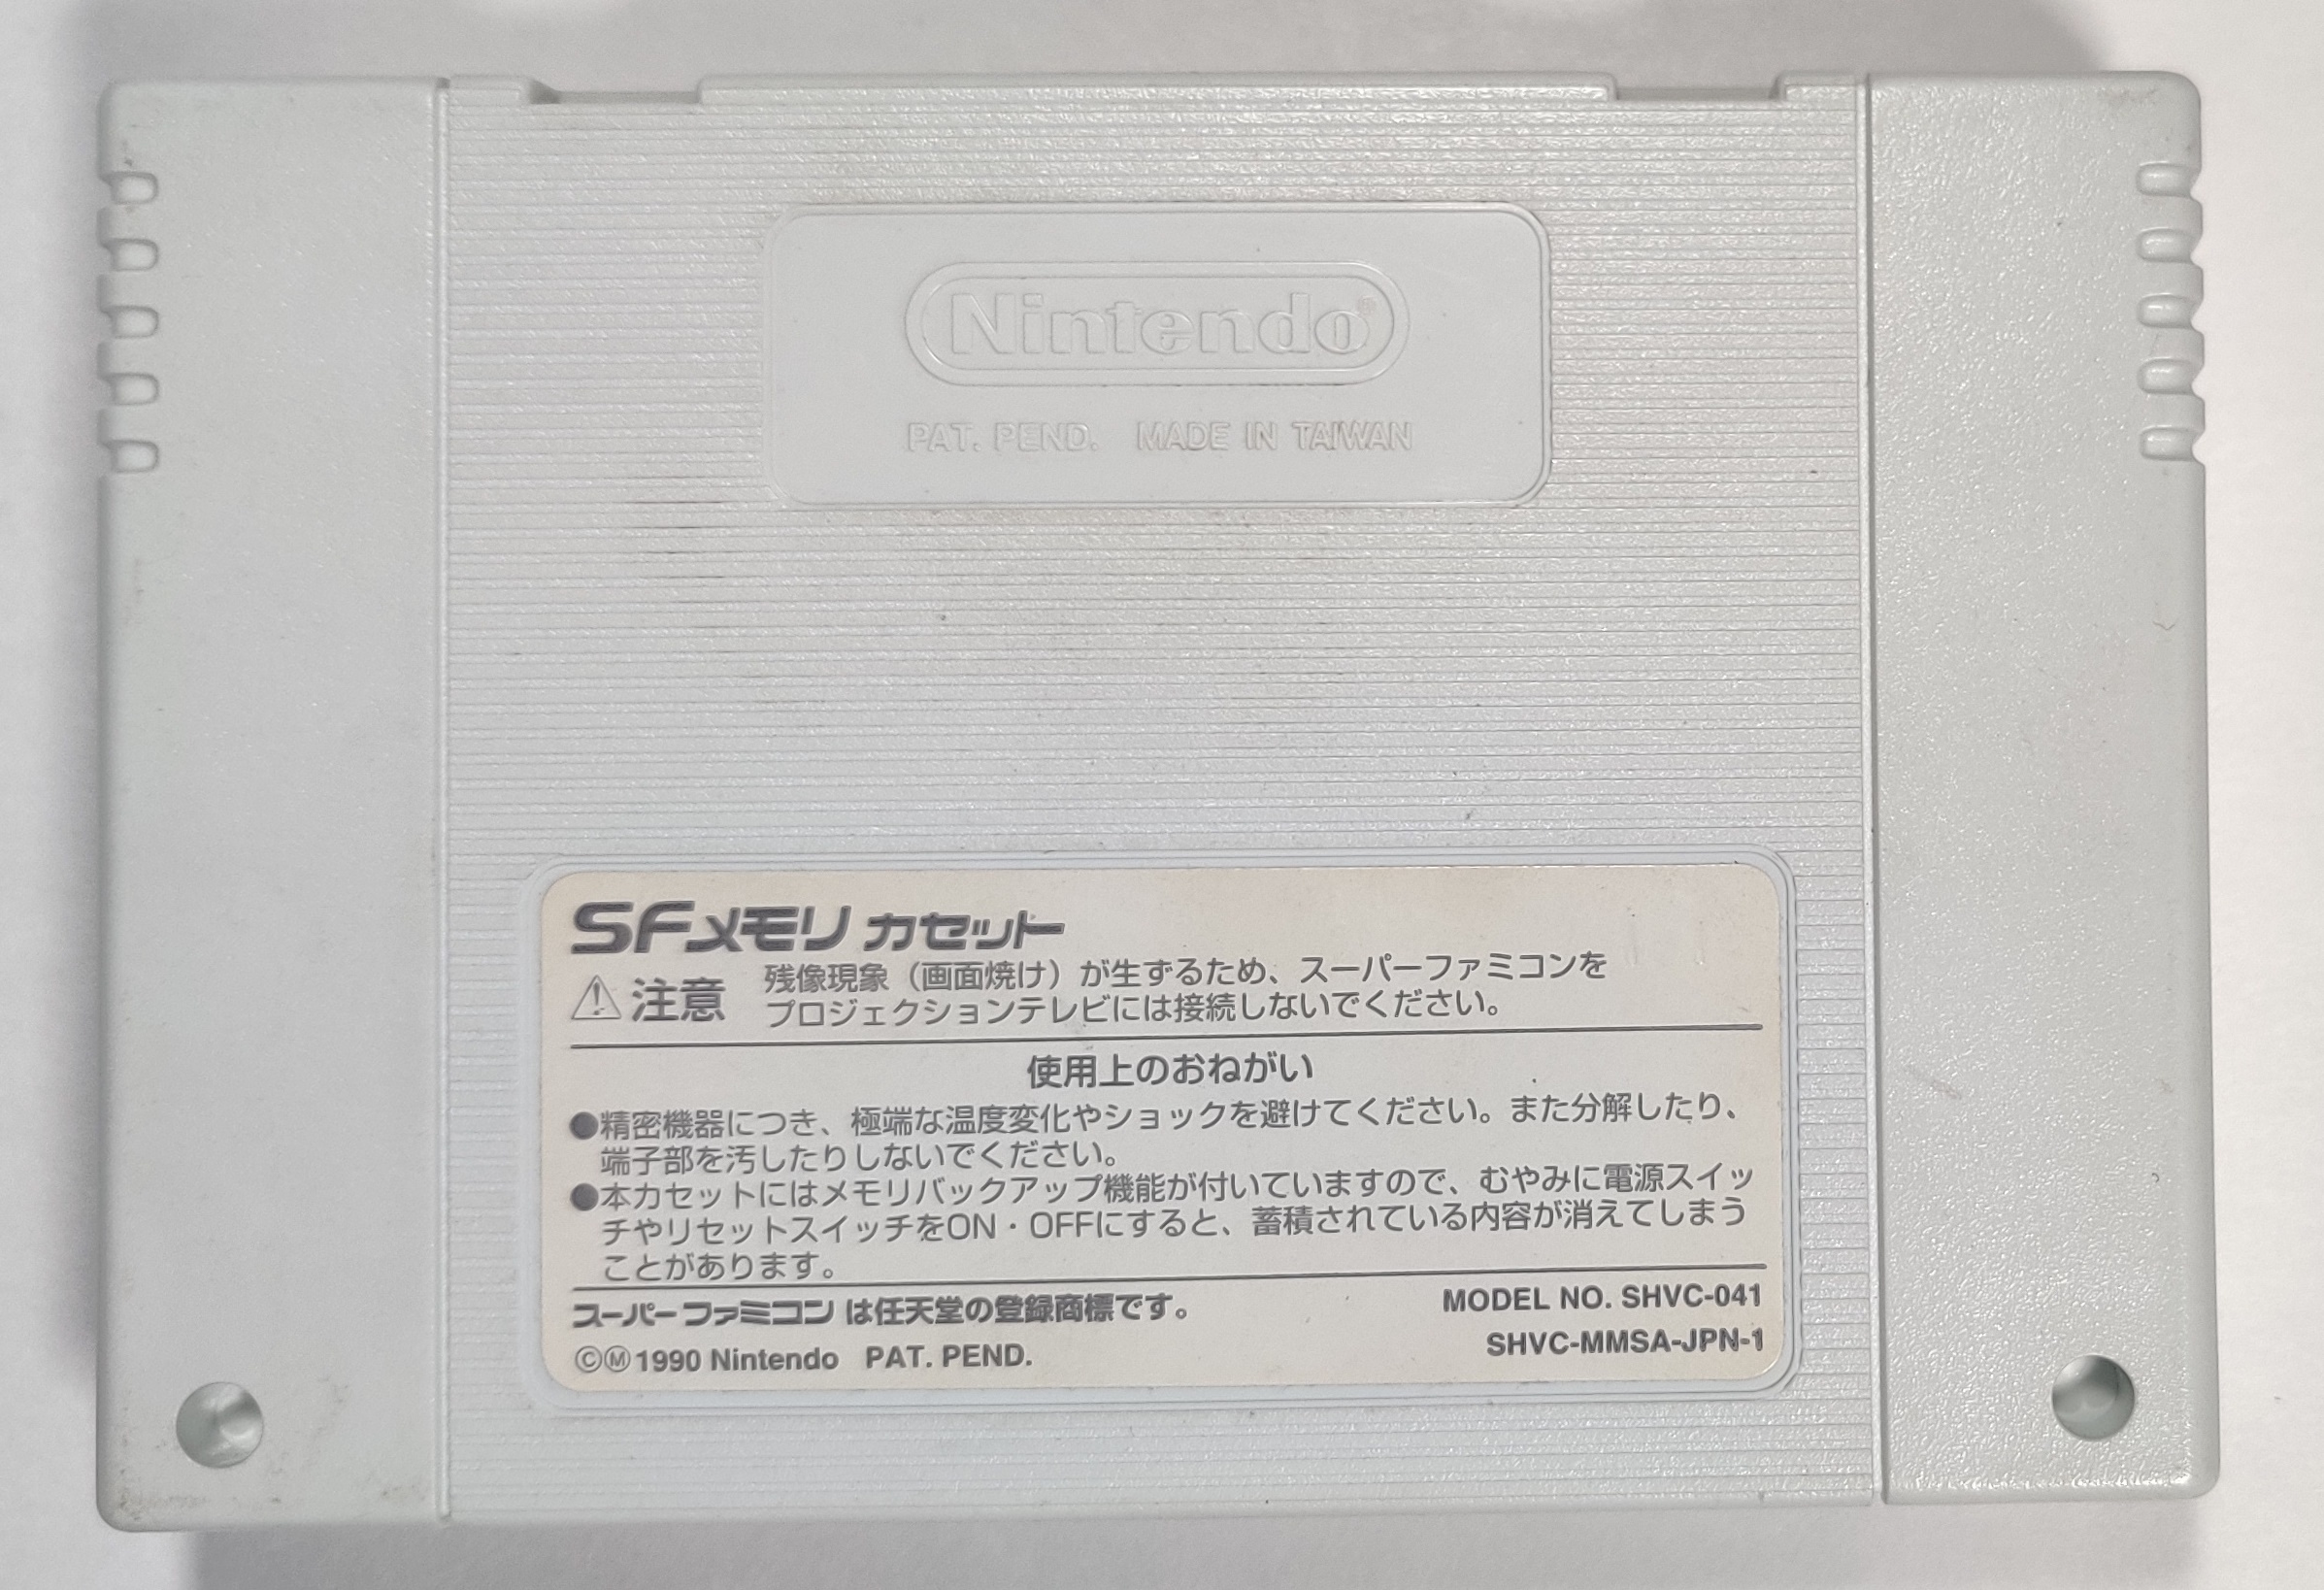 Nintendo®
PAT. PEND. MADE IN TAIWAN
SFメモリ カセット
⚠注意 残像現象（画面焼け）が生ずるため、スーパーファミコンを
プロジェクションテレビには接続しないでください。
使用上のおねがい
●精密機器につき、極端な温度変化やショックを避けてください。また分解したり、
端子部を汚したりしないでください。
●本カセットにはメモリバックアップ機能が付いていますので、むやみに電源スイッ
チやリセットスイッチをON・OFFにすると、蓄積されている内容が消えてしまう
ことがあります。
スーパーファミコン は任天堂の登録商標です。
ⒸⓂ1990 Nintendo PAT. PEND.
MODEL NO. SHVC-041
SHVC-MMSA-JPN-1